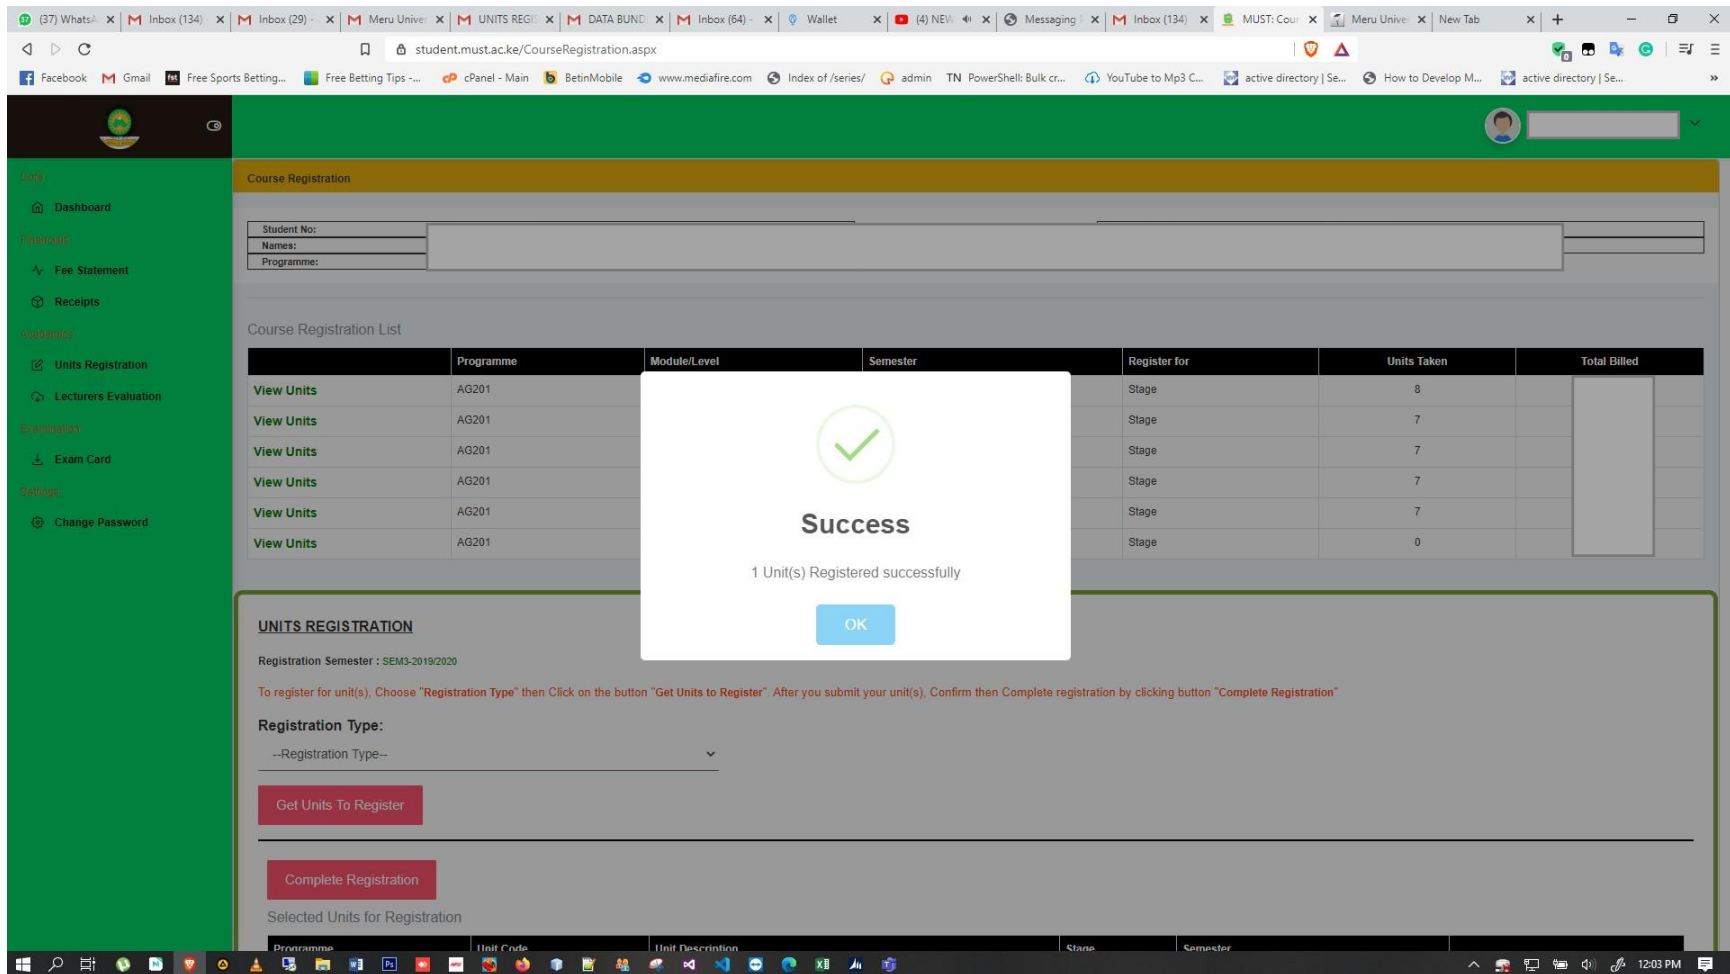 (37) WhatsA
Inbox (134)
Inbox (29) -
Meru Univer
UNITS REGIS
DATA BUND
Inbox (64) -
Wallet
(4) NEW
Messaging
Inbox (134)
MUST: Cour
Meru Univer
New Tab
student.must.ac.ke/CourseRegistration.aspx
Facebook
Gmail
Free Sports Betting...
Free Betting Tips -...
cPanel - Main
BetinMobile
www.mediafire.com
Index of /series/
admin
TN PowerShell: Bulk cr...
YouTube to Mp3 C...
active directory | Se...
How to Develop M...
active directory | Se...
Course Registration
Dashboard
Financials
Fee Statement
Receipts
Academics
Units Registration
Lecturers Evaluation
Examination
Exam Card
Settings
Change Password
Student No:
Names:
Programme:
Course Registration List
Programme Module/Level Semester Register for Units Taken Total Billed
View Units AG201 Stage 8
View Units AG201 Stage 7
View Units AG201 Stage 7
View Units AG201 Stage 7
View Units AG201 Stage 7
View Units AG201 Stage 0
Success
1 Unit(s) Registered successfully
OK
UNITS REGISTRATION
Registration Semester : SEM3-2019/2020
To register for unit(s), Choose "Registration Type" then Click on the button "Get Units to Register". After you submit your unit(s), Confirm then Complete registration by clicking button "Complete Registration"
Registration Type:
--Registration Type--
Get Units To Register
Complete Registration
Selected Units for Registration
Programme Unit Code Unit Description Stage Semester
12:03 PM